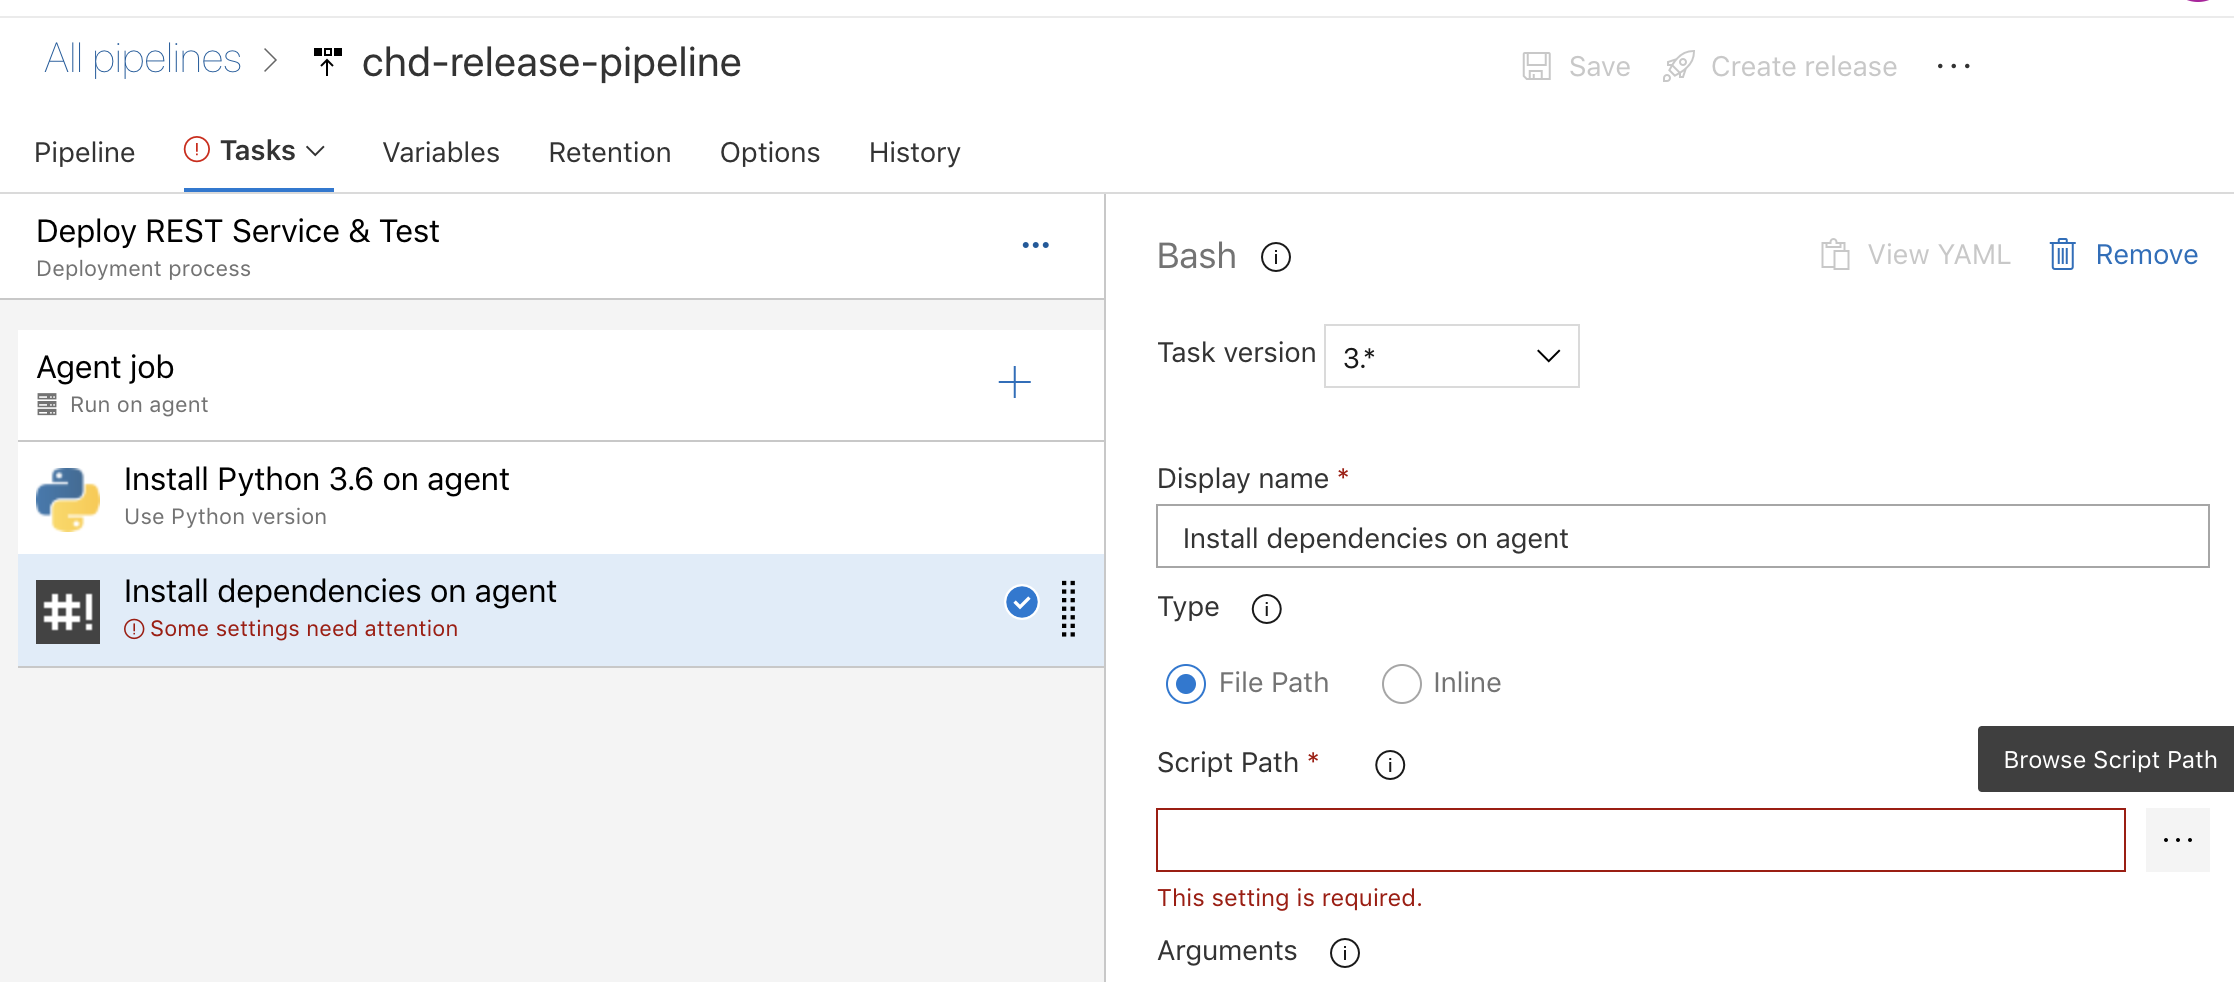 All pipelines > chd-release-pipeline
Save Create release ...
Pipeline Tasks Variables Retention Options History
Deploy REST Service & Test
Deployment process
Agent job
Run on agent
Install Python 3.6 on agent
Use Python version
#!
Install dependencies on agent
Some settings need attention
Bash
View YAML Remove
Task version 3.*
Display name *
Install dependencies on agent
Type
File Path Inline
Script Path *
Browse Script Path
...
This setting is required.
Arguments